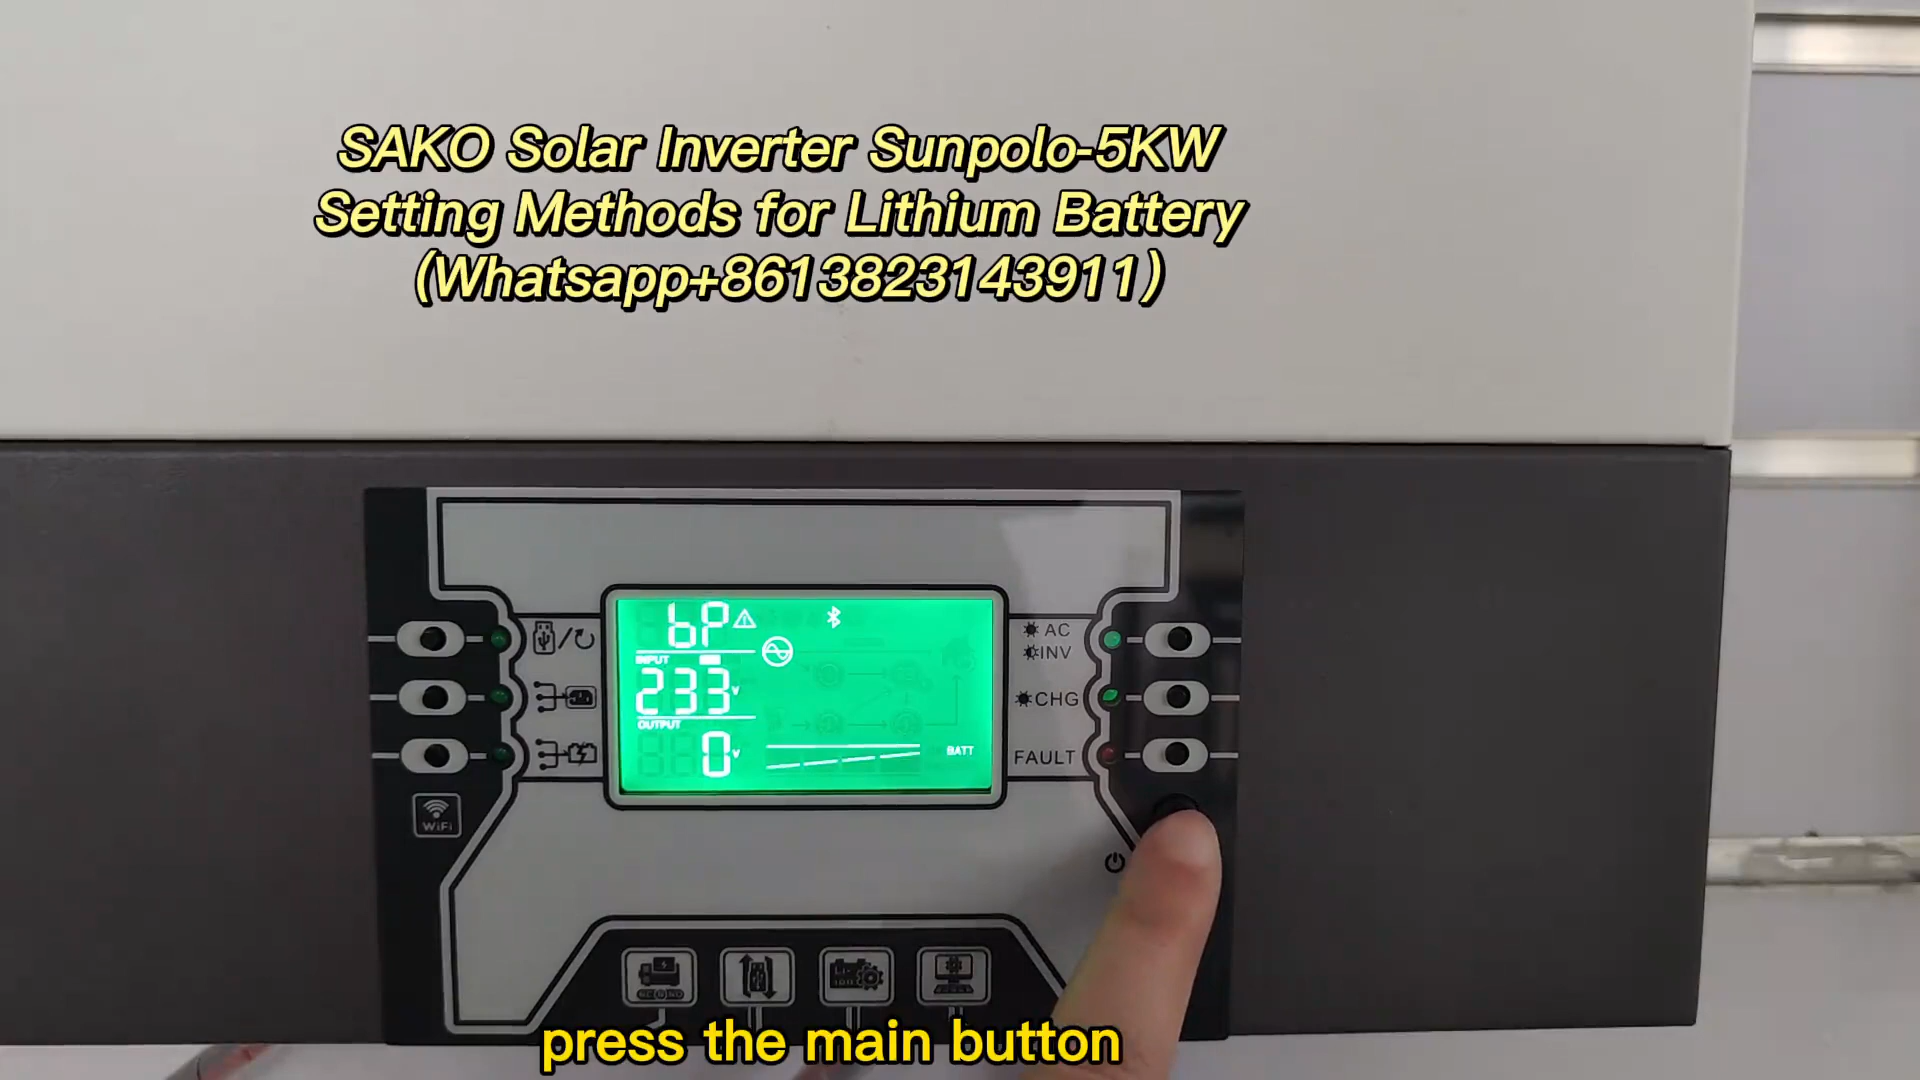 SAKO Solar Inverter Sunpolo-5KW
Setting Methods for Lithium Battery
(Whatsapp+8613823143911)
bP
INPUT
233 V
OUTPUT
0 V
BATT
AC
INV
CHG
FAULT
WiFi
press the main button